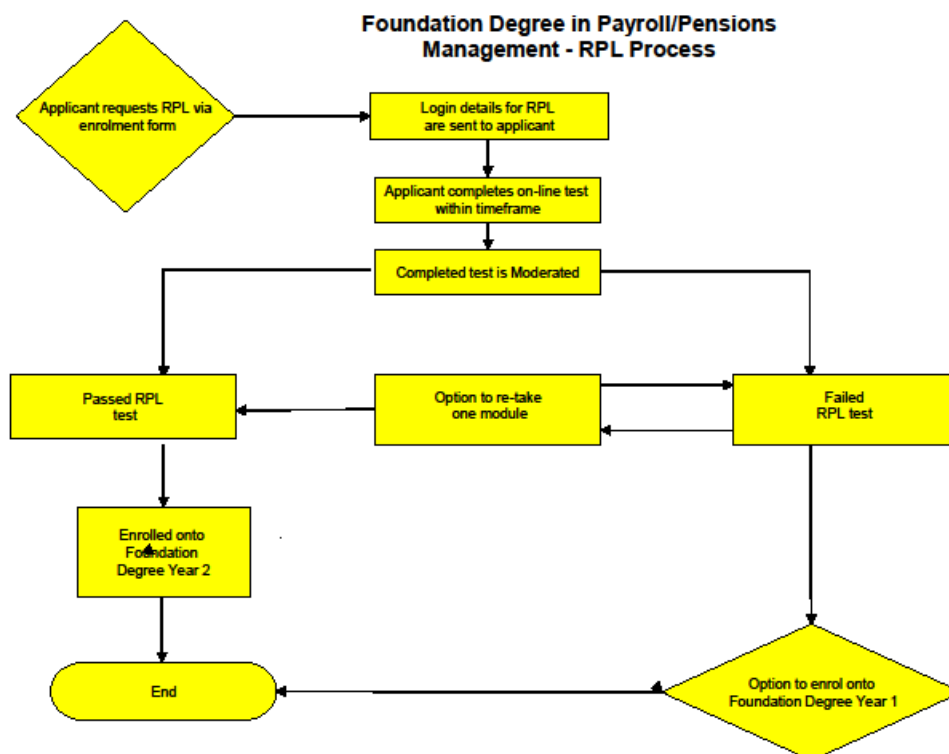 Foundation Degree in Payroll/Pensions
Management - RPL Process
Applicant requests RPL via
enrolment form
Login details for RPL
are sent to applicant
Applicant completes on-line test
within timeframe
Completed test is Moderated
Passed RPL
test
Option to re-take
one module
Failed
RPL test
Enrolled onto
Foundation
Degree Year 2
End
Option to enrol onto
Foundation Degree Year 1